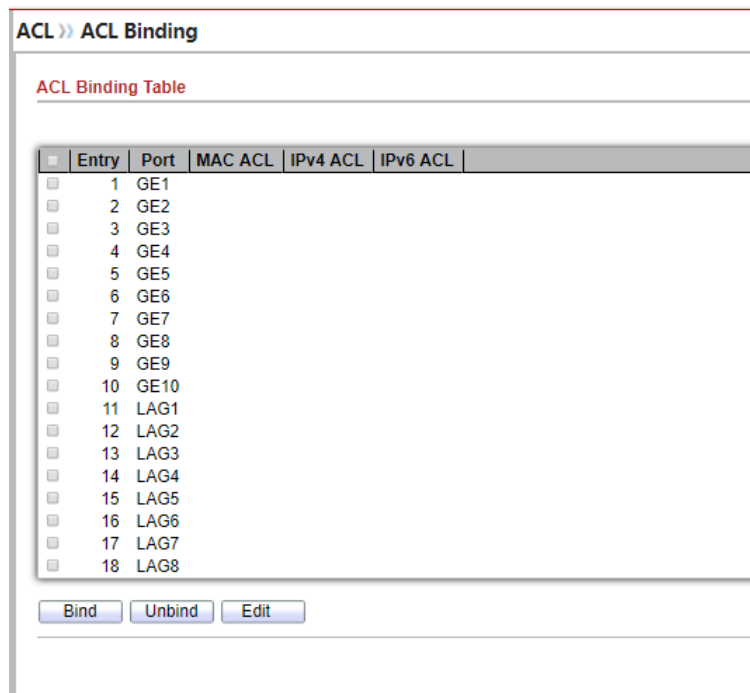 ACL » ACL Binding
ACL Binding Table
Entry Port MAC ACL IPv4 ACL IPv6 ACL
1 GE1
2 GE2
3 GE3
4 GE4
5 GE5
6 GE6
7 GE7
8 GE8
9 GE9
10 GE10
11 LAG1
12 LAG2
13 LAG3
14 LAG4
15 LAG5
16 LAG6
17 LAG7
18 LAG8
Bind Unbind Edit